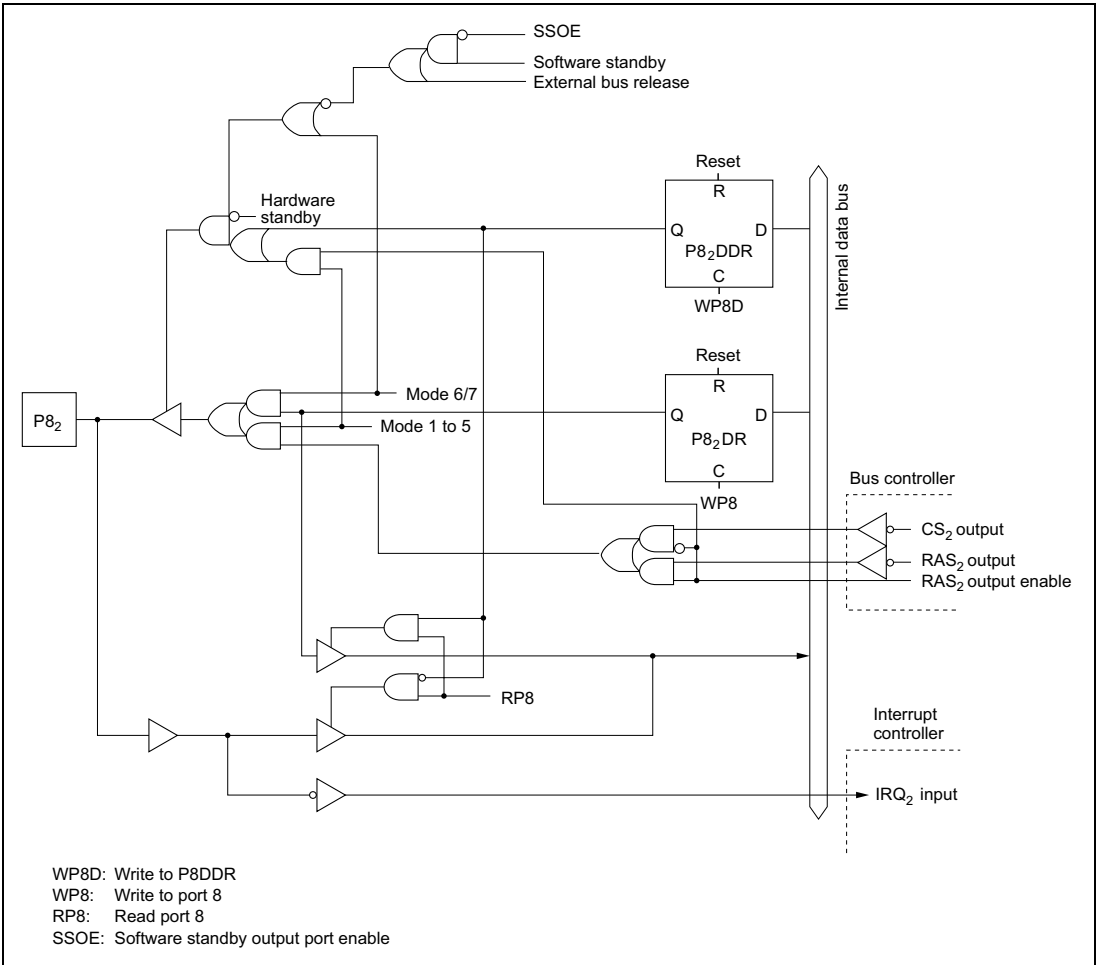 SSOE
Software standby
External bus release
Hardware
standby
Reset
R
Q
D
P8₂DDR
C
WP8D
Internal data bus
Reset
R
Q
D
P8₂DR
C
WP8
Mode 6/7
Mode 1 to 5
P8₂
Bus controller
CS₂ output
RAS₂ output
RAS₂ output enable
RP8
Interrupt
controller
IRQ₂ input
WP8D: Write to P8DDR
WP8: Write to port 8
RP8: Read port 8
SSOE: Software standby output port enable